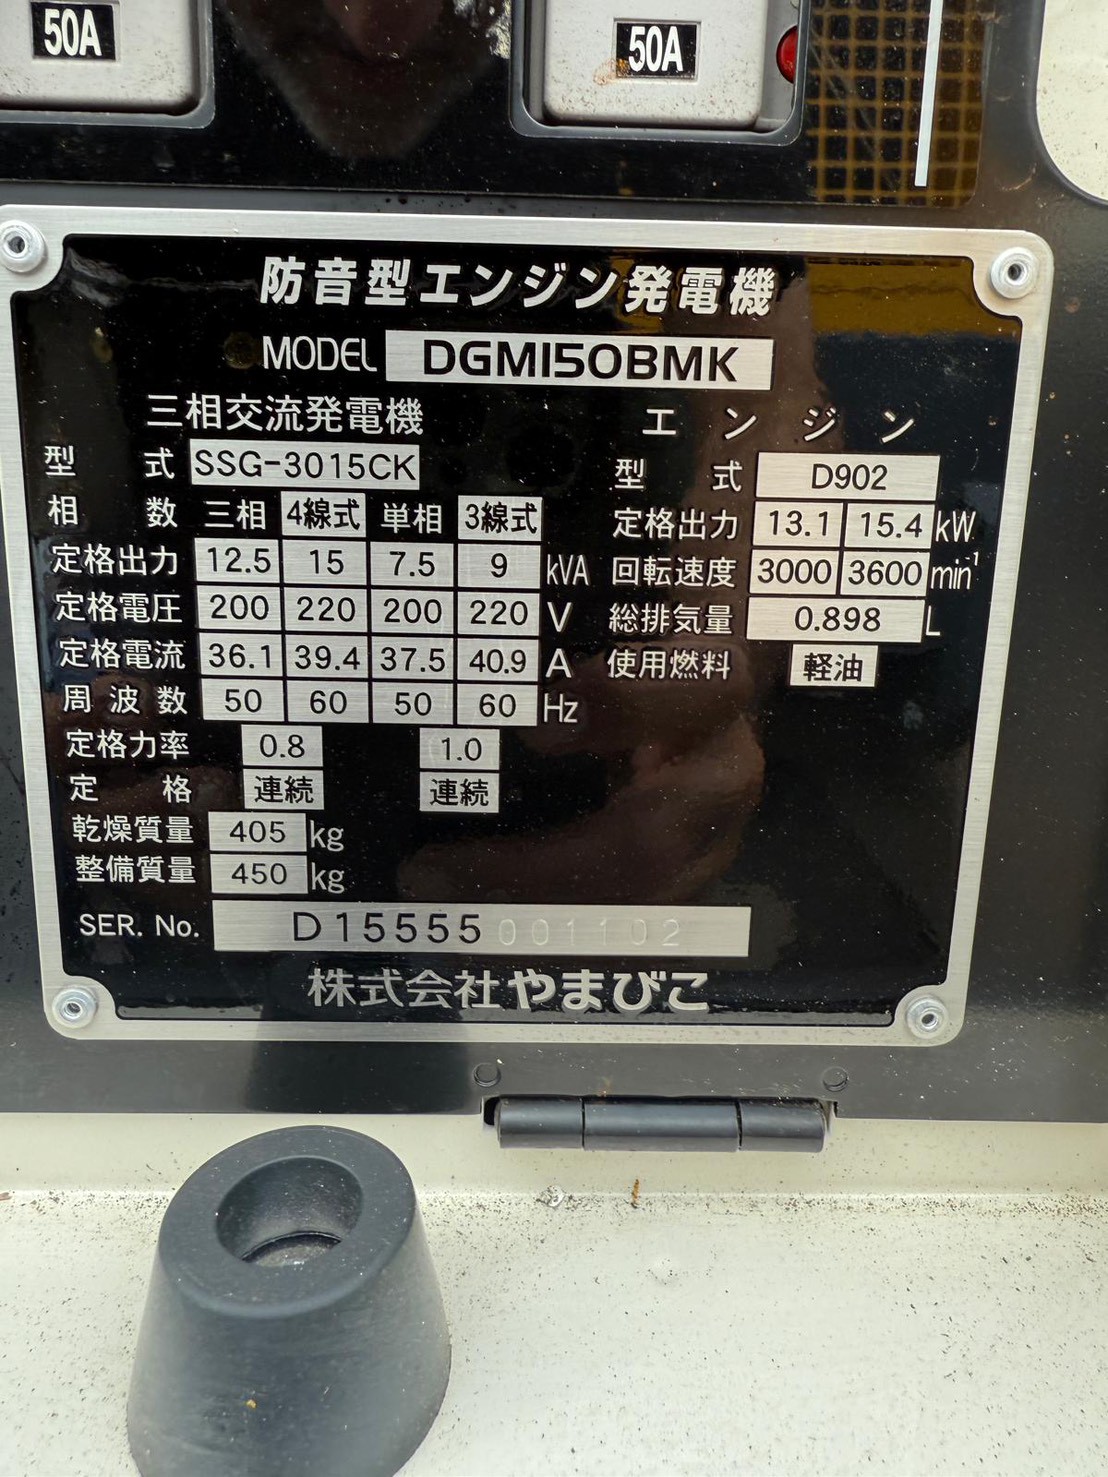 50A 50A
防音型エンジン発電機
MODEL DGM150BMK
三相交流発電機
型式 SSG-3015CK
相数 三相 4線式 単相 3線式
定格出力 12.5 15 7.5 9 kVA
定格電圧 200 220 200 220 V
定格電流 36.1 39.4 37.5 40.9 A
周波数 50 60 50 60 Hz
定格力率 0.8 1.0
定格 連続 連続
乾燥質量 405 kg
整備質量 450 kg
エンジン
型式 D902
定格出力 13.1 15.4 kW
回転速度 3000 3600 min-1
総排気量 0.898 L
使用燃料 軽油
SER. No. D15555 001102
株式会社やまびこ